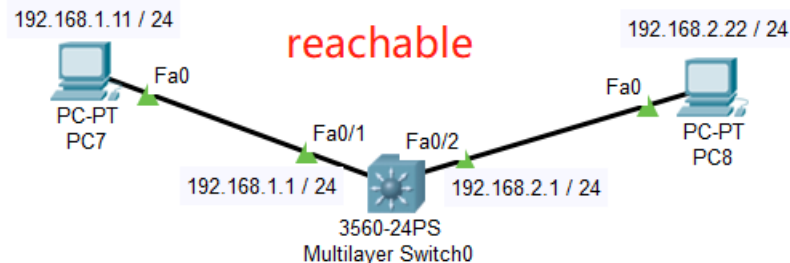 192.168.1.11 / 24
reachable
192.168.2.22 / 24
Fa0
Fa0
PC-PT
PC7
PC-PT
PC8
Fa0/1
Fa0/2
192.168.1.1 / 24
192.168.2.1 / 24
3560-24PS
Multilayer Switch0